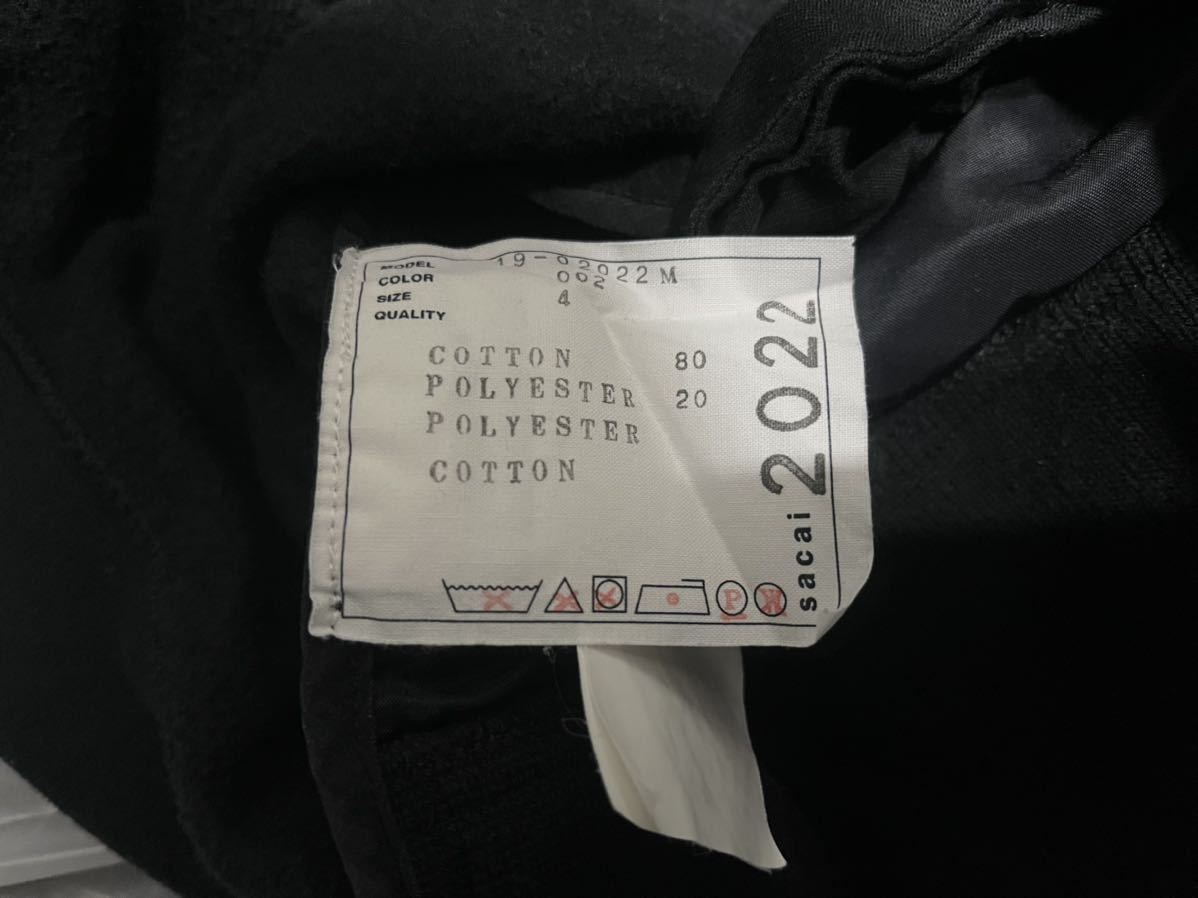 MODEL 19-02022M
COLOR 002
SIZE 4
QUALITY
COTTON 80
POLYESTER 20
POLYESTER
COTTON
P W
sacai 2022